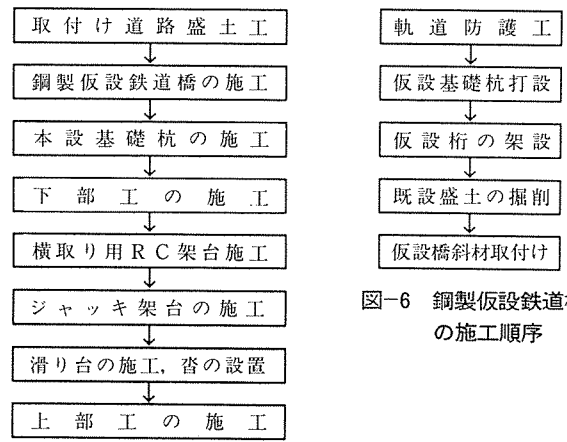 取付け道路盛土工
鋼製仮設鉄道橋の施工
本設基礎杭の施工
下部工の施工
横取り用RC架台施工
ジャッキ架台の施工
滑り台の施工，沓の設置
上部工の施工
軌道防護工
仮設基礎杭打設
仮設桁の架設
既設盛土の掘削
仮設橋斜材取付け
図−6 鋼製仮設鉄道
の施工順序